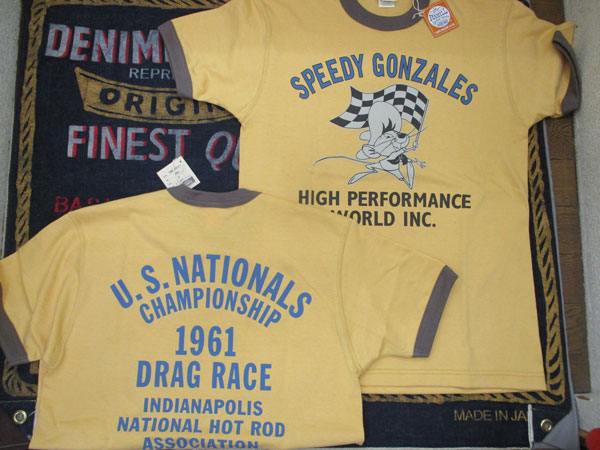 DENIM
REPR
ORIGI
FINEST QU
MADE IN JA
SPEEDY GONZALES
HIGH PERFORMANCE
WORLD INC.
U.S. NATIONALS
CHAMPIONSHIP
1961
DRAG RACE
INDIANAPOLIS
NATIONAL HOT ROD
ASSOCIATION